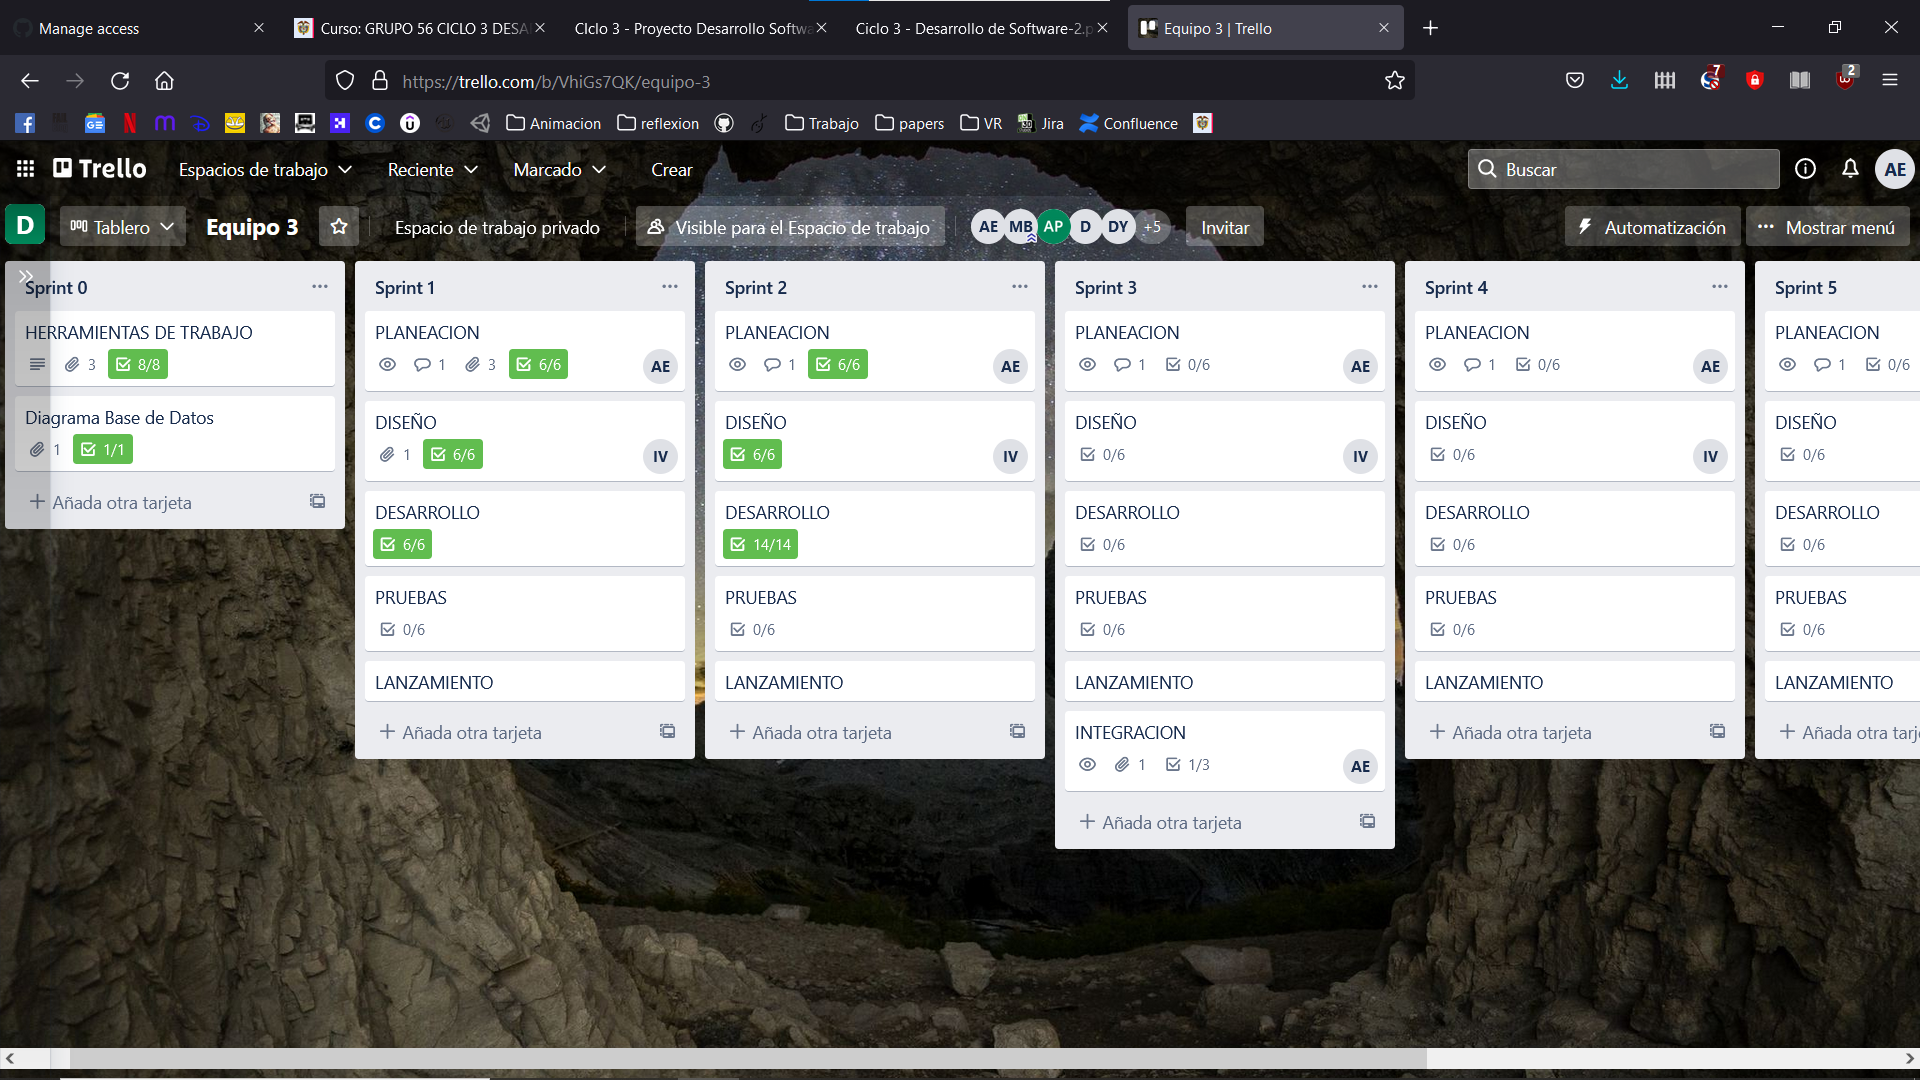 Manage access
Curso: GRUPO 56 CICLO 3 DESA
CIclo 3 - Proyecto Desarrollo Softwa
Ciclo 3 - Desarrollo de Software-2.p
Equipo 3 | Trello
https://trello.com/b/VhiGs7QK/equipo-3
7
2
Animacion
reflexion
Trabajo
papers
VR
Jira
Confluence
Trello
Espacios de trabajo
Reciente
Marcado
Crear
Buscar
AE
D
Tablero
Equipo 3
Espacio de trabajo privado
Visible para el Espacio de trabajo
AE MB AP D DY +5
Invitar
Automatización
Mostrar menú
Sprint 0
HERRAMIENTAS DE TRABAJO
3 8/8
Diagrama Base de Datos
1 1/1
Añada otra tarjeta
Sprint 1
PLANEACION
1 3 6/6 AE
DISEÑO
1 6/6 IV
DESARROLLO
6/6
PRUEBAS
0/6
LANZAMIENTO
Añada otra tarjeta
Sprint 2
PLANEACION
1 6/6 AE
DISEÑO
6/6 IV
DESARROLLO
14/14
PRUEBAS
0/6
LANZAMIENTO
Añada otra tarjeta
Sprint 3
PLANEACION
1 0/6 AE
DISEÑO
0/6 IV
DESARROLLO
0/6
PRUEBAS
0/6
LANZAMIENTO
INTEGRACION
1 1/3 AE
Añada otra tarjeta
Sprint 4
PLANEACION
1 0/6 AE
DISEÑO
0/6 IV
DESARROLLO
0/6
PRUEBAS
0/6
LANZAMIENTO
Añada otra tarjeta
Sprint 5
PLANEACION
1 0/6
DISEÑO
0/6
DESARROLLO
0/6
PRUEBAS
0/6
LANZAMIENTO
Añada otra tarj